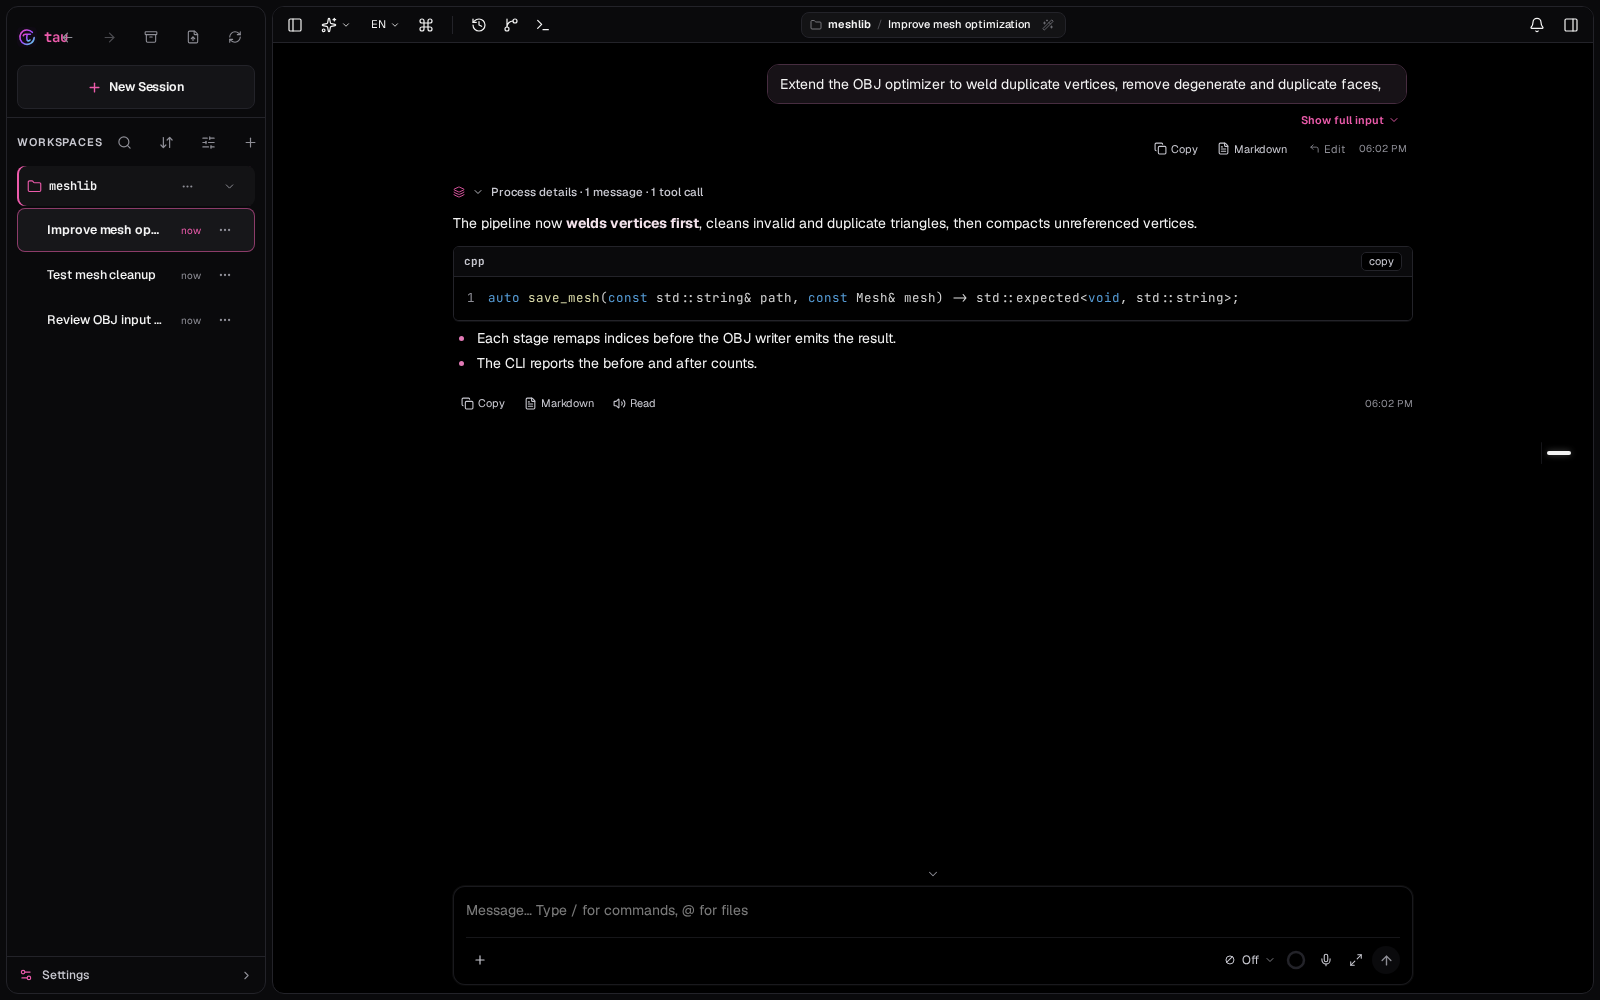 tau
New Session
WORKSPACES
meshlib
Improve mesh op... now
Test mesh cleanup now
Review OBJ input ... now
Settings
EN
meshlib / Improve mesh optimization
Extend the OBJ optimizer to weld duplicate vertices, remove degenerate and duplicate faces,
Show full input
Copy Markdown Edit 06:02 PM
Process details · 1 message · 1 tool call
The pipeline now welds vertices first, cleans invalid and duplicate triangles, then compacts unreferenced vertices.
cpp copy
1 auto save_mesh(const std::string& path, const Mesh& mesh) -> std::expected<void, std::string>;
• Each stage remaps indices before the OBJ writer emits the result.
• The CLI reports the before and after counts.
Copy Markdown Read 06:02 PM
Message... Type / for commands, @ for files
Off